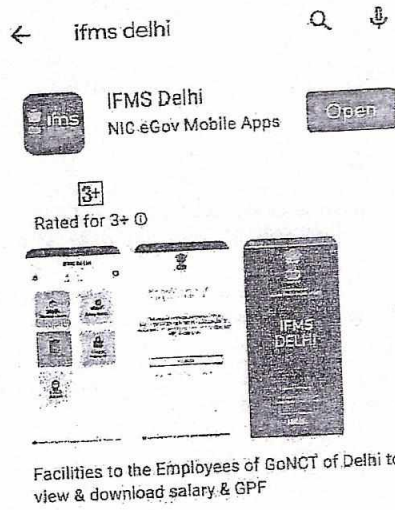 ifms delhi
IFMS Delhi
NIC eGov Mobile Apps
Open
3+
Rated for 3+
IFMS
DELHI
Facilities to the Employees of GoNCT of Delhi to
view & download salary & GPF